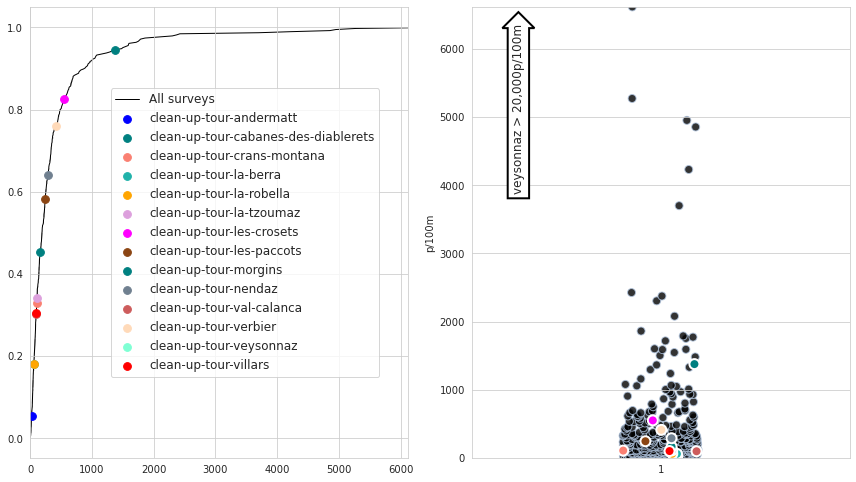 1.0
0.8
0.6
0.4
0.2
0.0
0
1000
2000
3000
4000
5000
6000
All surveys
clean-up-tour-andermatt
clean-up-tour-cabanes-des-diablerets
clean-up-tour-crans-montana
clean-up-tour-la-berra
clean-up-tour-la-robella
clean-up-tour-la-tzoumaz
clean-up-tour-les-crosets
clean-up-tour-les-paccots
clean-up-tour-morgins
clean-up-tour-nendaz
clean-up-tour-val-calanca
clean-up-tour-verbier
clean-up-tour-veysonnaz
clean-up-tour-villars
p/100m
6000
5000
4000
3000
2000
1000
0
1
veysonnaz > 20,000p/100m